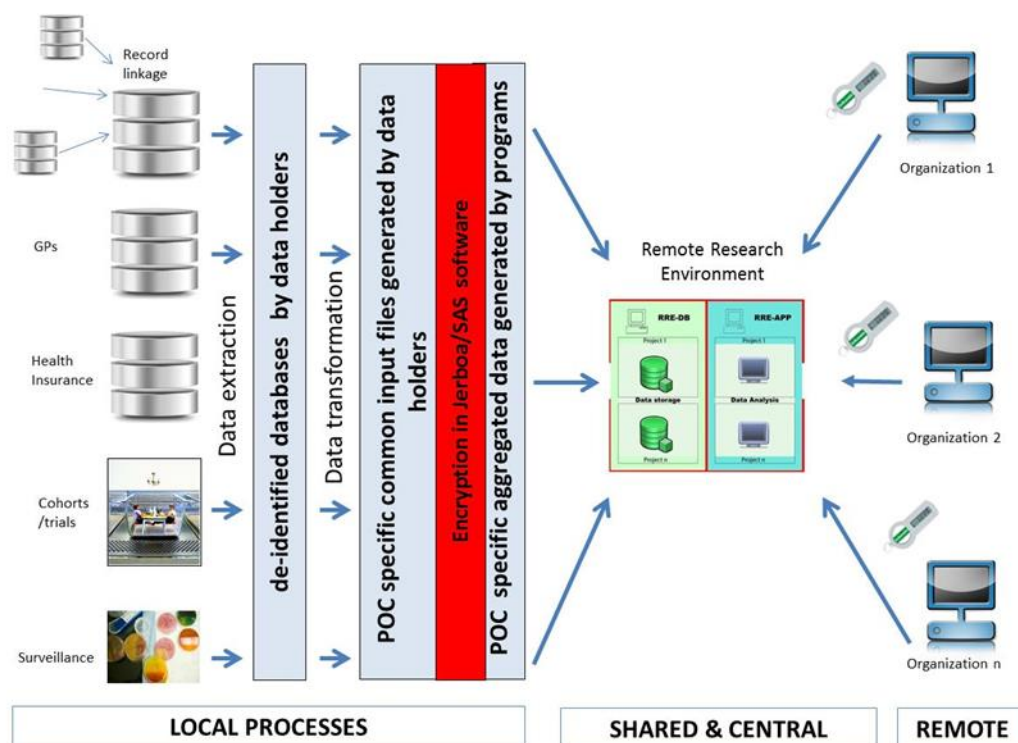 Record
linkage
GPs
Health
Insurance
Cohorts
/trials
Surveillance
Data extraction
de-identified databases by data holders
Data transformation
POC specific common input files generated by data
holders
Encryption in Jerboa/SAS software
POC specific aggregated data generated by programs
Remote Research
Environment
RRE-DB
Project 1
Data storage
Project n
RRE-APP
Project 1
Data Analysis
Project n
Organization 1
Organization 2
Organization n
LOCAL PROCESSES
SHARED & CENTRAL
REMOTE